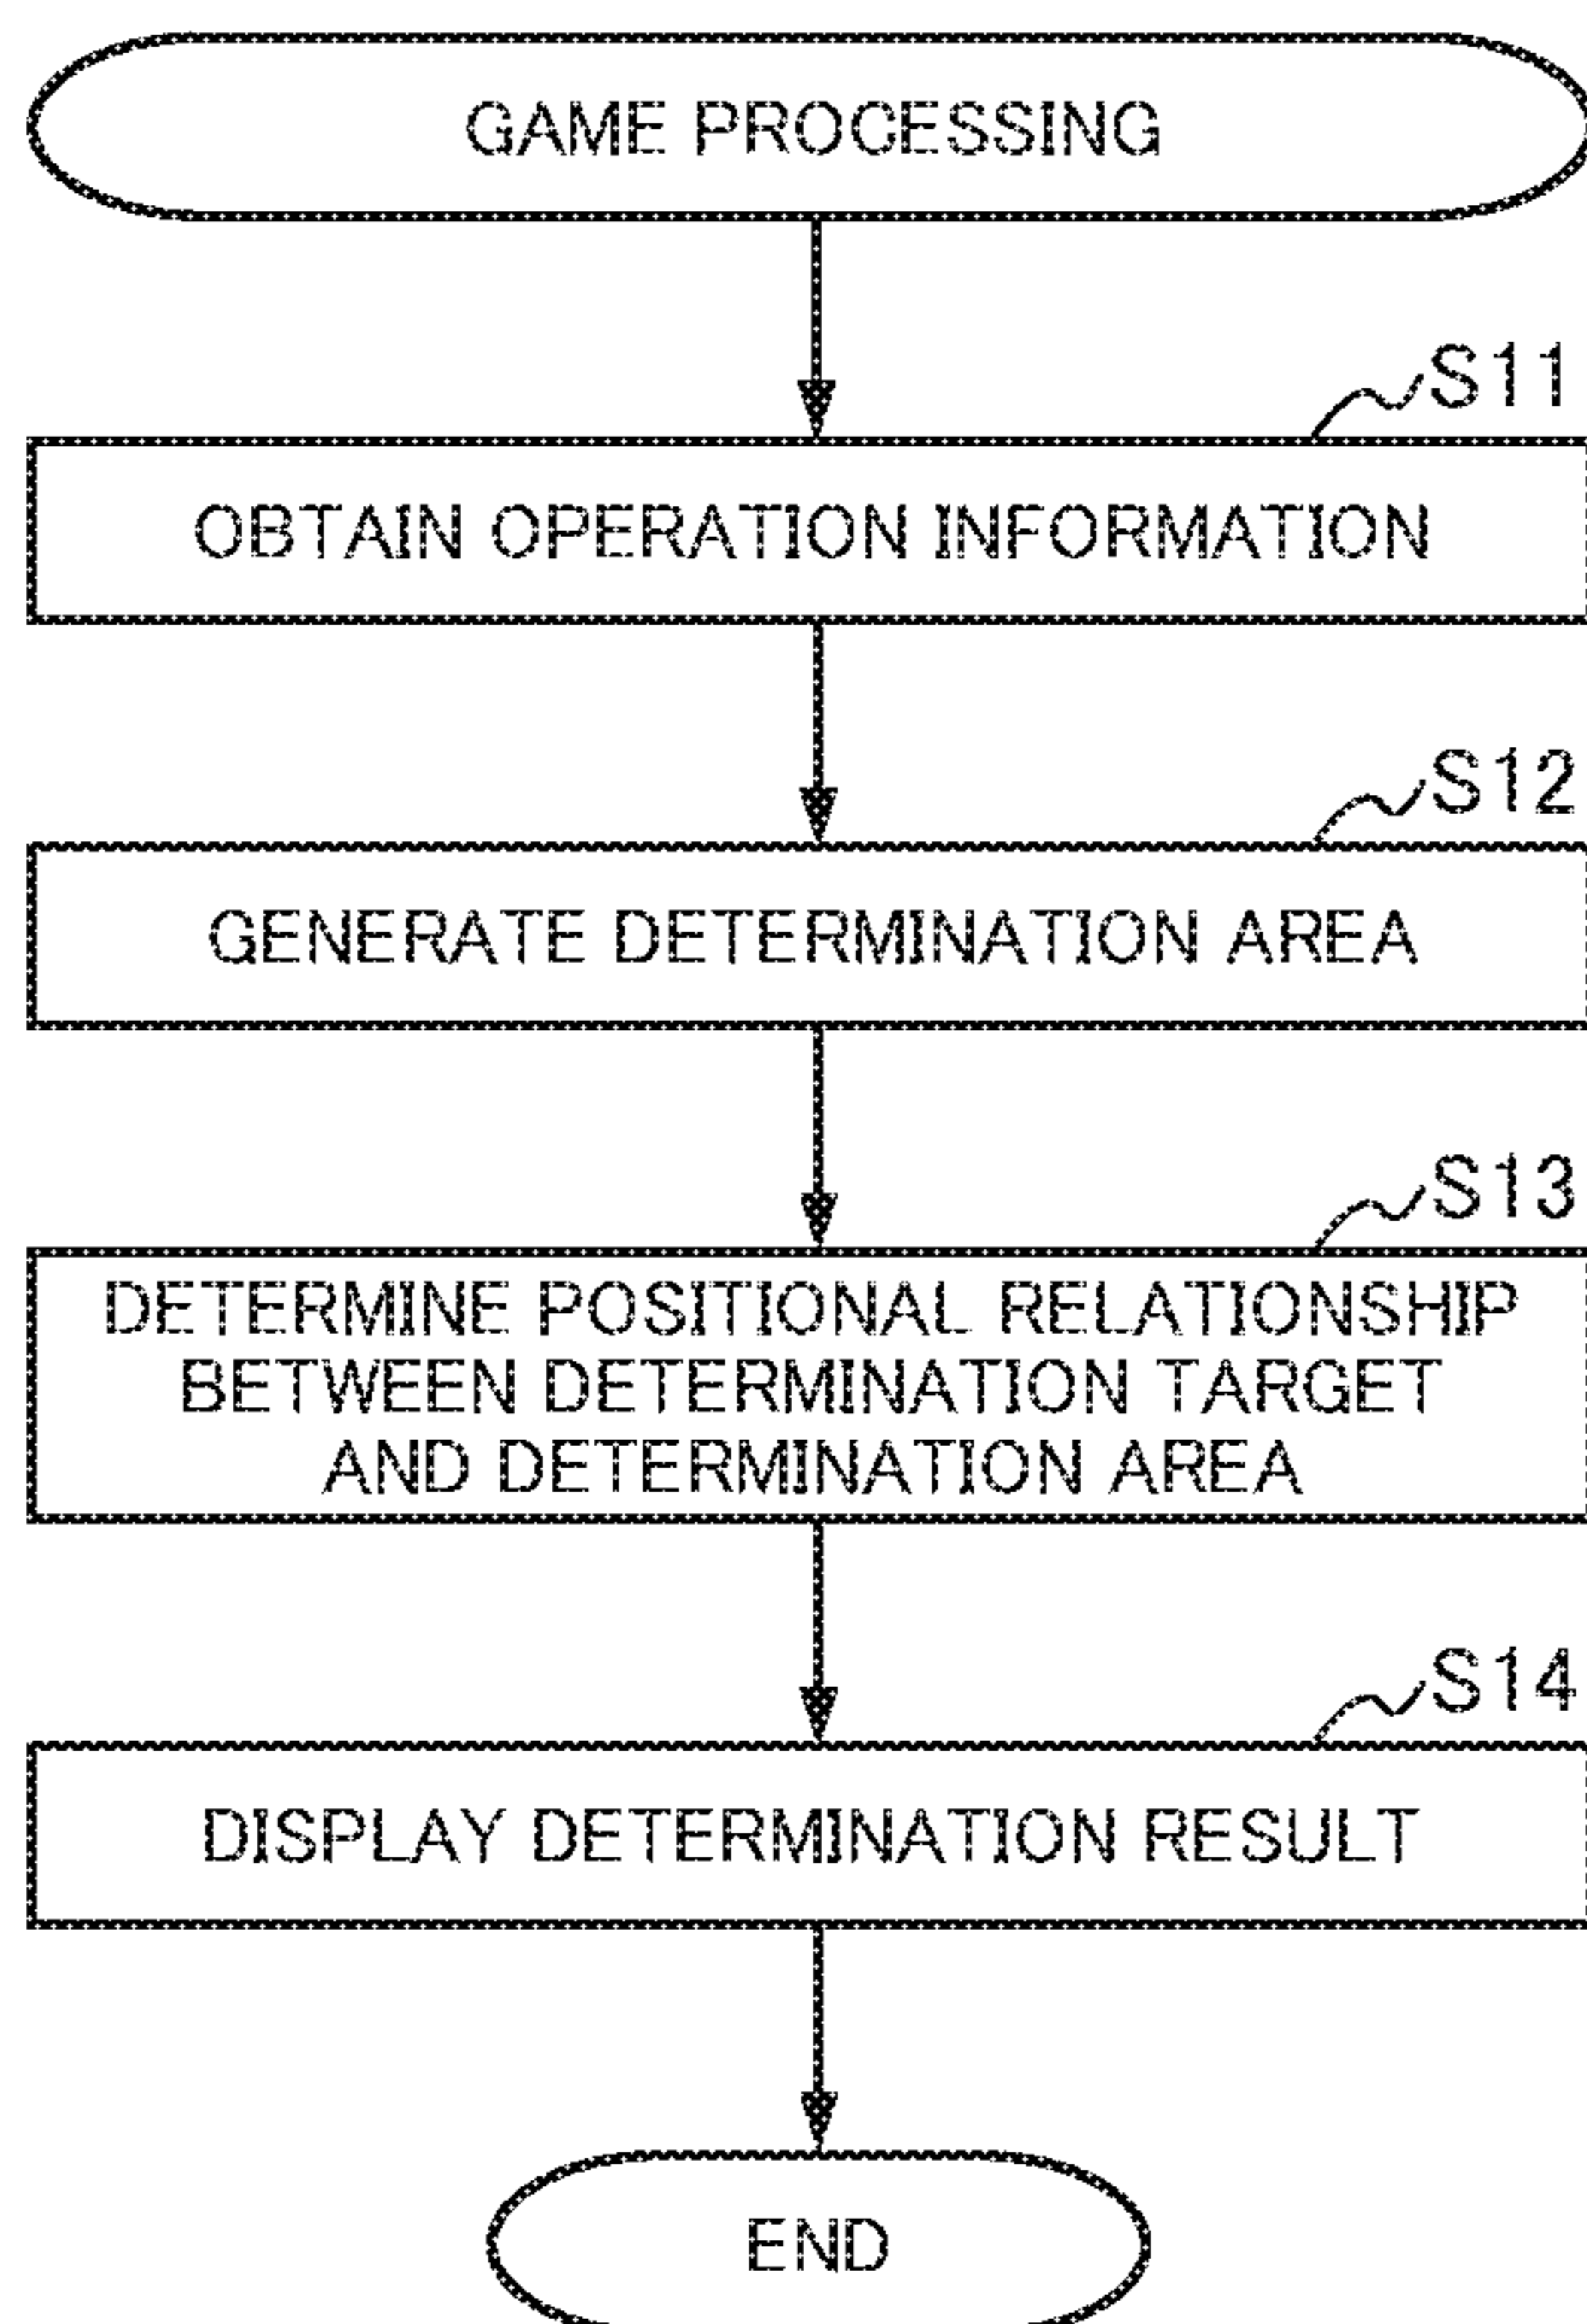 GAME PROCESSING
S11
OBTAIN OPERATION INFORMATION
S12
GENERATE DETERMINATION AREA
S13
DETERMINE POSITIONAL RELATIONSHIP
BETWEEN DETERMINATION TARGET
AND DETERMINATION AREA
S14
DISPLAY DETERMINATION RESULT
END